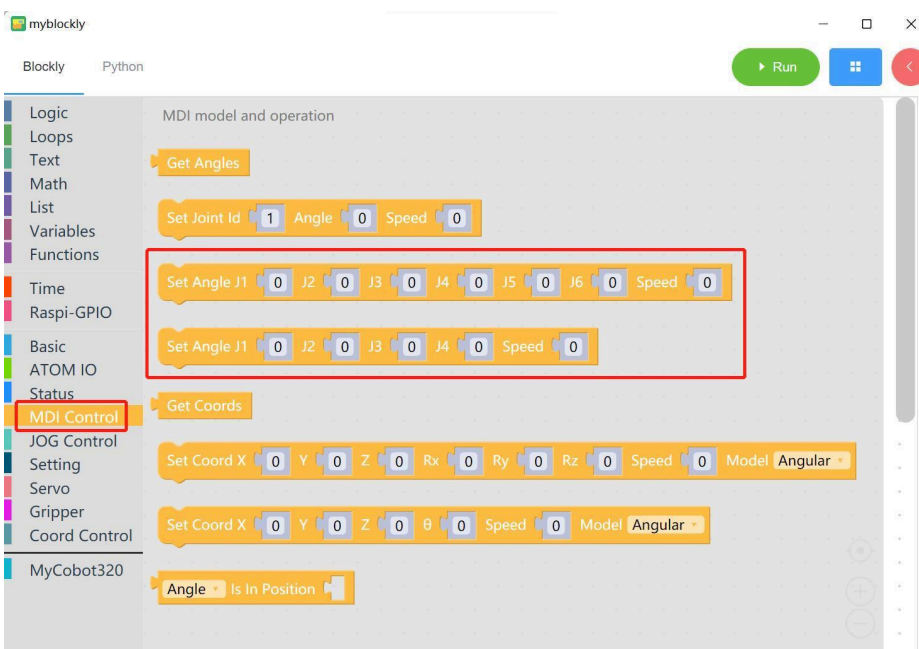 myblockly
Blockly Python
Run
Logic
Loops
Text
Math
List
Variables
Functions
Time
Raspi-GPIO
Basic
ATOM IO
Status
MDI Control
JOG Control
Setting
Servo
Gripper
Coord Control
MyCobot320
MDI model and operation
Get Angles
Set Joint Id 1 Angle 0 Speed 0
Set Angle J1 0 J2 0 J3 0 J4 0 J5 0 J6 0 Speed 0
Set Angle J1 0 J2 0 J3 0 J4 0 Speed 0
Get Coords
Set Coord X 0 Y 0 Z 0 Rx 0 Ry 0 Rz 0 Speed 0 Model Angular
Set Coord X 0 Y 0 Z 0 θ 0 Speed 0 Model Angular
Angle Is In Position